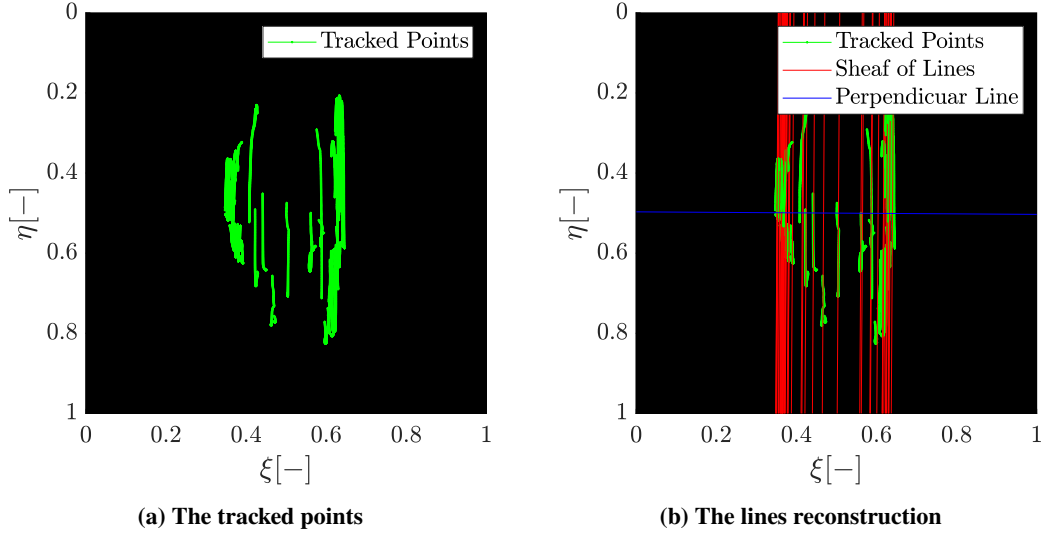 0
0.2
0.4
0.6
0.8
1
η[−]
0 0.2 0.4 0.6 0.8 1
ξ[−]
Tracked Points
(a) The tracked points
0
0.2
0.4
0.6
0.8
1
η[−]
0 0.2 0.4 0.6 0.8 1
ξ[−]
Tracked Points
Sheaf of Lines
Perpendicuar Line
(b) The lines reconstruction